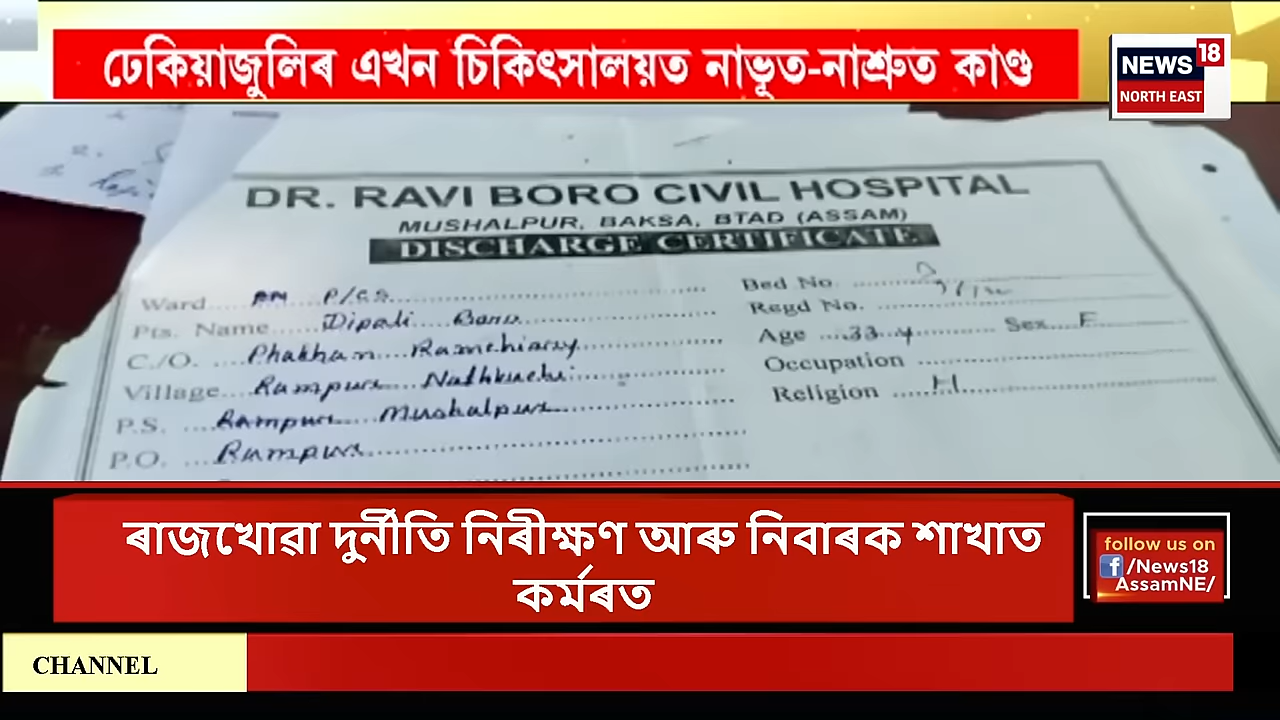 ঢেকিয়াজুলিৰ এখন চিকিৎসালয়ত নাভূত-নাশ্ৰুত কাণ্ড
NEWS 18
NORTH EAST
DR. RAVI BORO CIVIL HOSPITAL
MUSHALPUR, BAKSA, BTAD (ASSAM)
DISCHARGE CERTIFICATE
Ward P/CS
Bed No.
Pts. Name Dipali Boro
Regd No.
C./O. Phakhan Ramchiary
Age 33 y Sex F
Village Rampur Nathkuchi
Occupation
P.S. Rampur Mushalpur
Religion H
P.O. Rampur
ৰাজখোৱা দুৰ্নীতি নিৰীক্ষণ আৰু নিবাৰক শাখাত
কৰ্মৰত
follow us on
f /News18
AssamNE/
CHANNEL